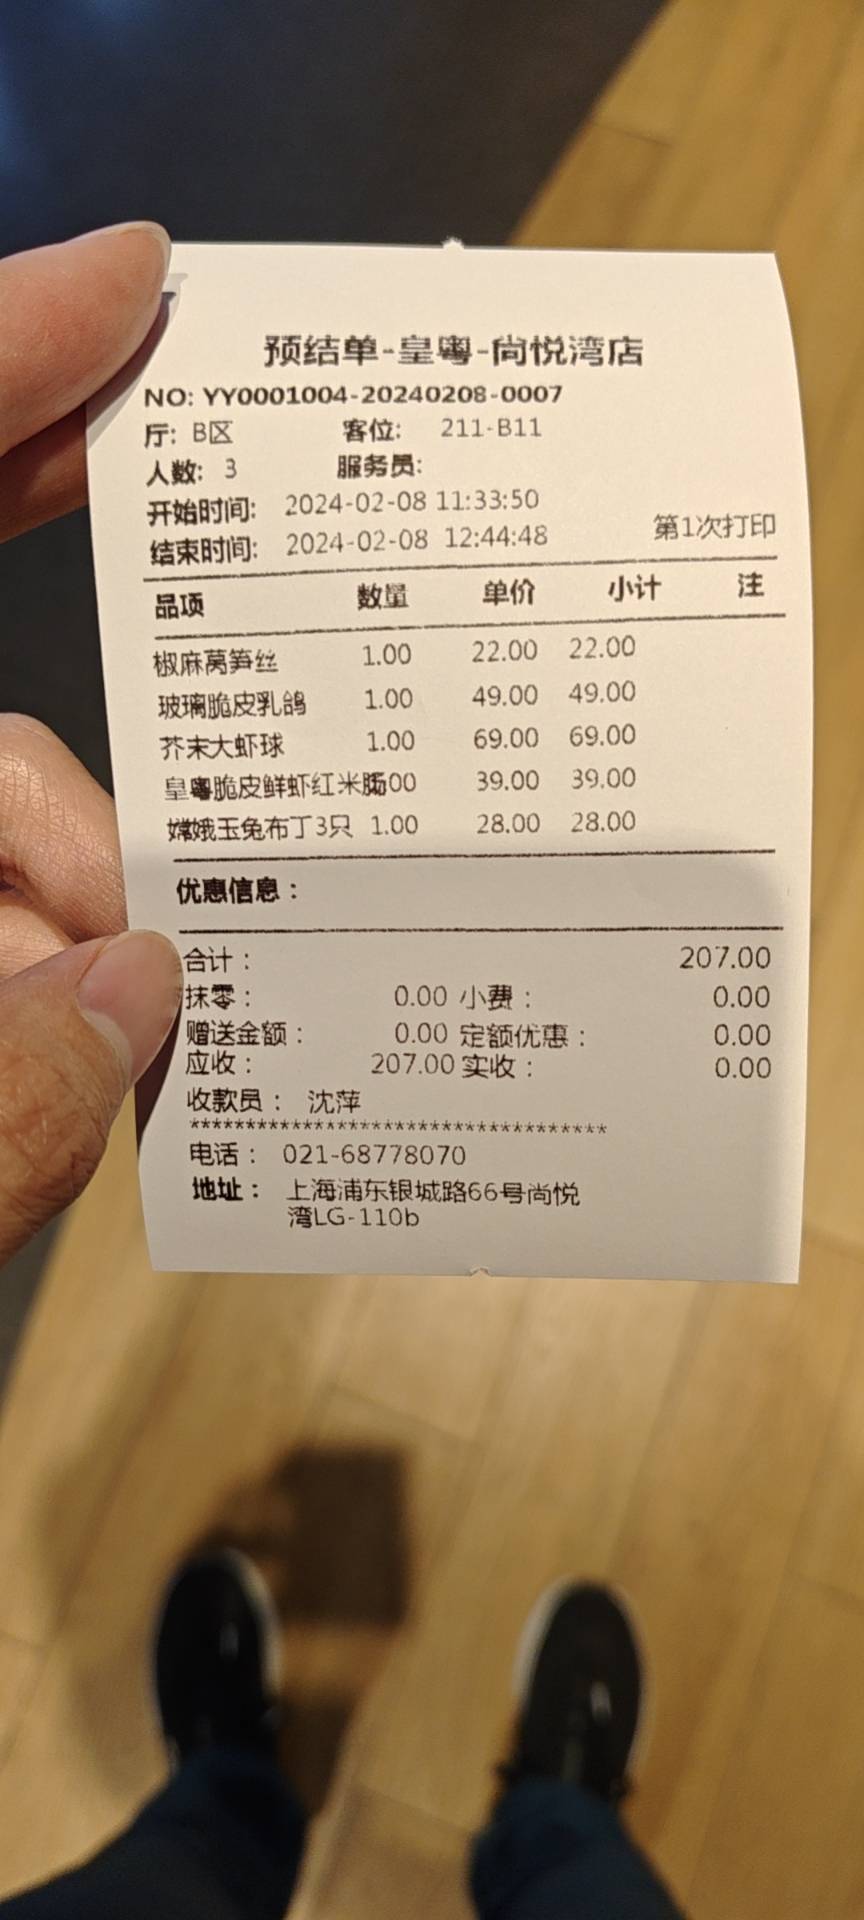 预结单-皇粤-尚悦湾店
NO: YY0001004-20240208-0007
厅: B区 客位: 211-B11
人数: 3 服务员:
开始时间: 2024-02-08 11:33:50
结束时间: 2024-02-08 12:44:48 第1次打印
品项 数量 单价 小计 注
椒麻莴笋丝 1.00 22.00 22.00
玻璃脆皮乳鸽 1.00 49.00 49.00
芥末大虾球 1.00 69.00 69.00
皇粤脆皮鲜虾红米肠 .00 39.00 39.00
嫦娥玉兔布丁3只 1.00 28.00 28.00
优惠信息：
合计： 207.00
抹零： 0.00 小费： 0.00
赠送金额： 0.00 定额优惠： 0.00
应收： 207.00 实收： 0.00
收款员： 沈萍
*************************************
电话： 021-68778070
地址： 上海浦东银城路66号尚悦
湾LG-110b